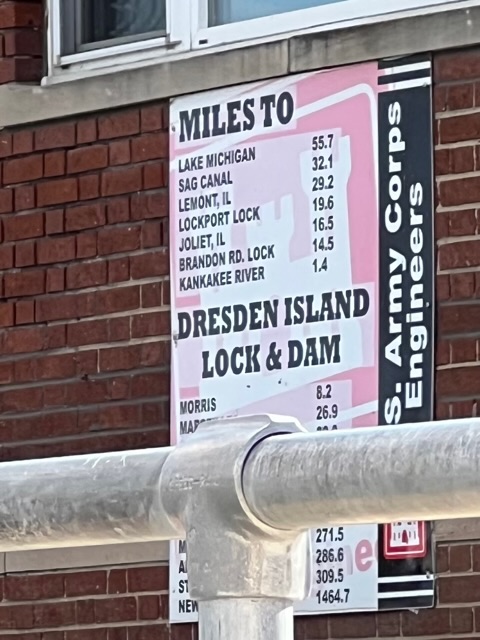 MILES TO
LAKE MICHIGAN 55.7
SAG CANAL 32.1
LEMONT, IL 29.2
LOCKPORT LOCK 19.6
JOLIET, IL 16.5
BRANDON RD. LOCK 14.5
KANKAKEE RIVER 1.4
DRESDEN ISLAND
LOCK & DAM
MORRIS 8.2
26.9
271.5
286.6
309.5
NEW 1464.7
S. Army Corps
Engineers